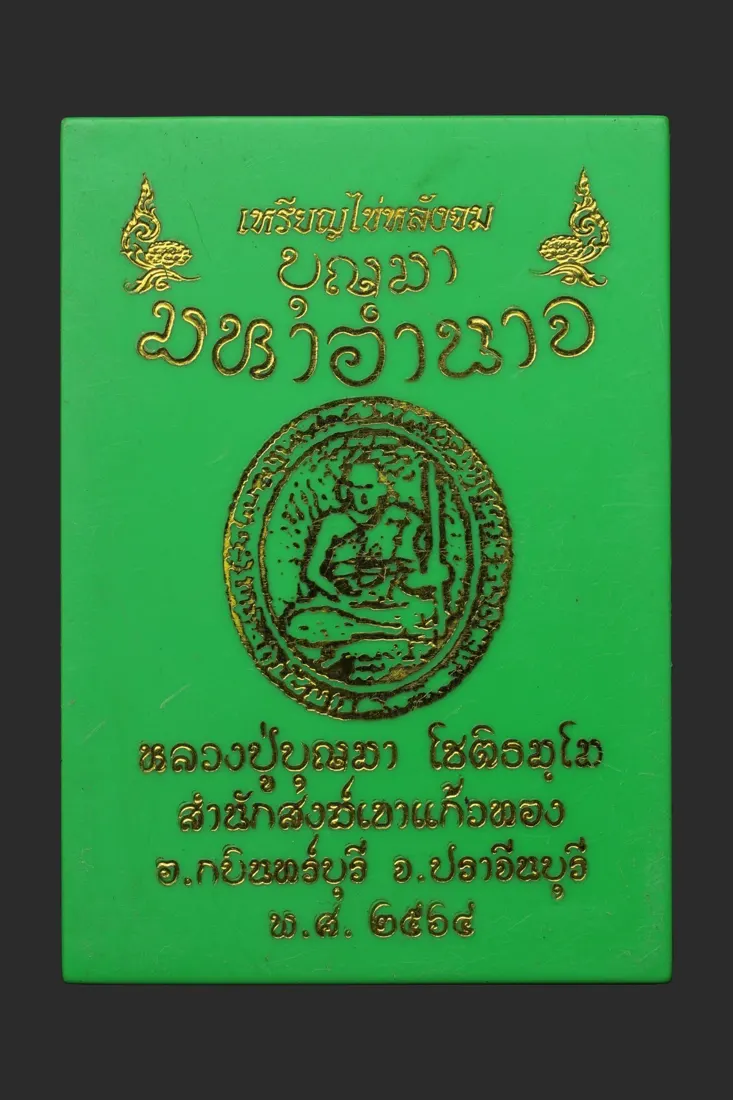 เหรียญไข่หลังจม
บุญมา
มหาอำนาจ
หลวงปู่บุญมา โชติธมฺโม
สำนักสงฆ์เขาแก้วทอง
อ.กบินทร์บุรี จ.ปราจีนบุรี
พ.ศ. ๒๕๖๔